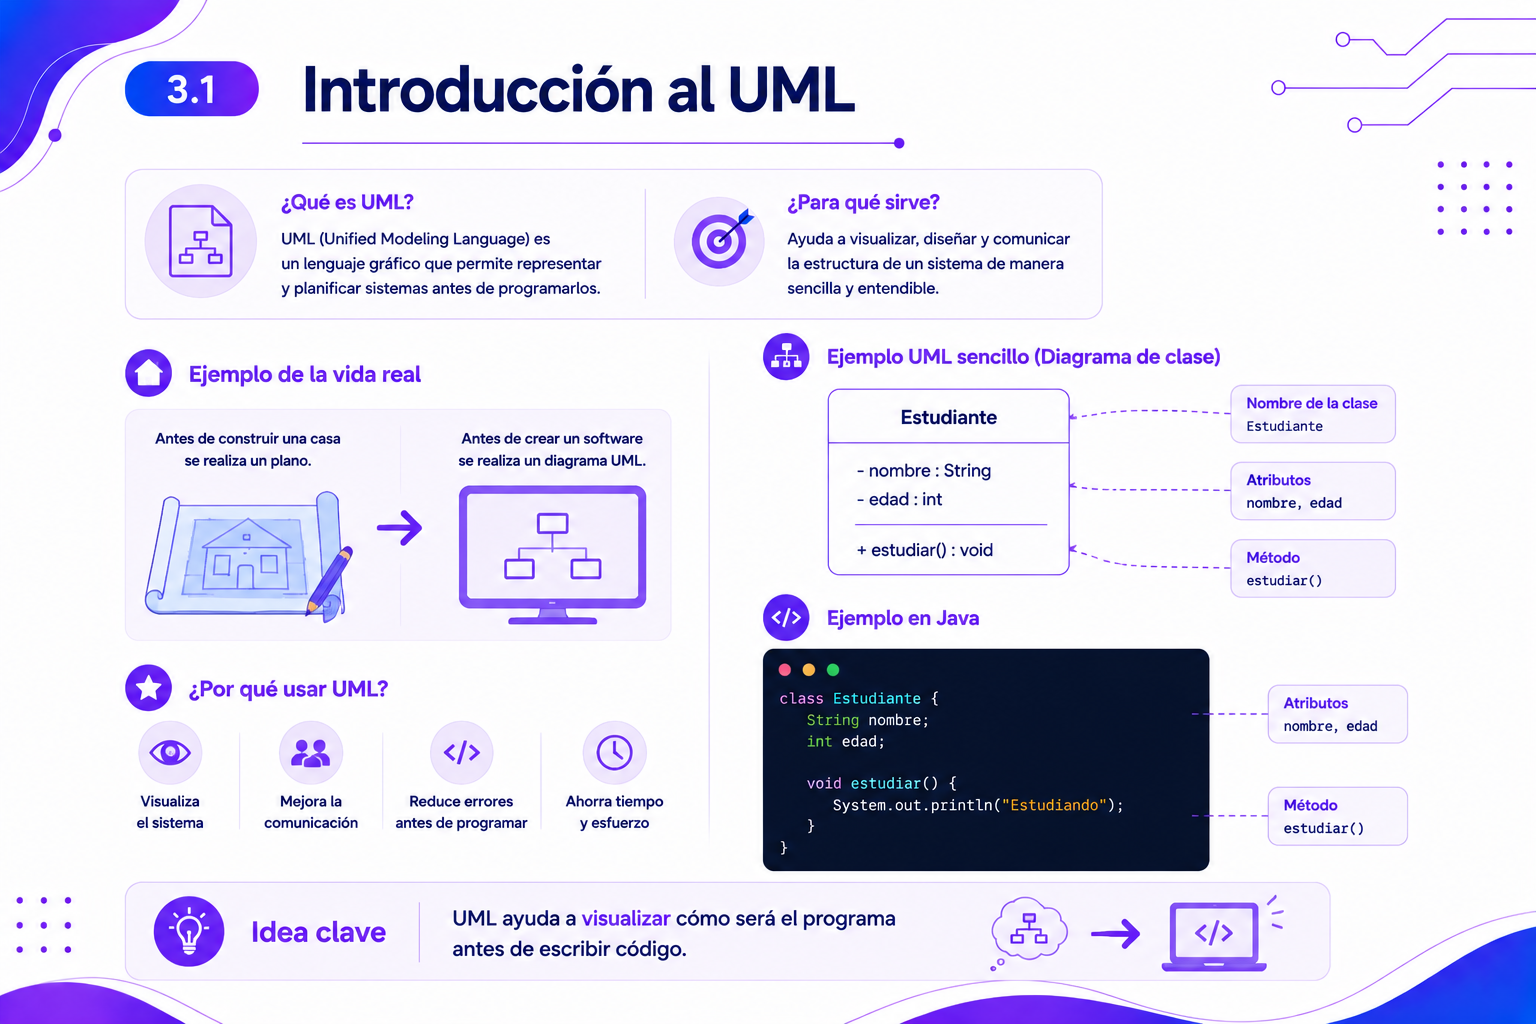 3.1
Introducción al UML
¿Qué es UML?
UML (Unified Modeling Language) es
un lenguaje gráfico que permite representar
y planificar sistemas antes de programarlos.
¿Para qué sirve?
Ayuda a visualizar, diseñar y comunicar
la estructura de un sistema de manera
sencilla y entendible.
Ejemplo de la vida real
Antes de construir una casa
se realiza un plano.
Antes de crear un software
se realiza un diagrama UML.
¿Por qué usar UML?
Visualiza
el sistema
Mejora la
comunicación
</>
Reduce errores
antes de programar
Ahorra tiempo
y esfuerzo
Ejemplo UML sencillo (Diagrama de clase)
Estudiante
- nombre : String
- edad : int
+ estudiar() : void
Nombre de la clase
Estudiante
Atributos
nombre, edad
Método
estudiar()
</>
Ejemplo en Java
class Estudiante {
String nombre;
int edad;
void estudiar() {
System.out.println("Estudiando");
}
}
Atributos
nombre, edad
Método
estudiar()
Idea clave
UML ayuda a visualizar cómo será el programa
antes de escribir código.
</>